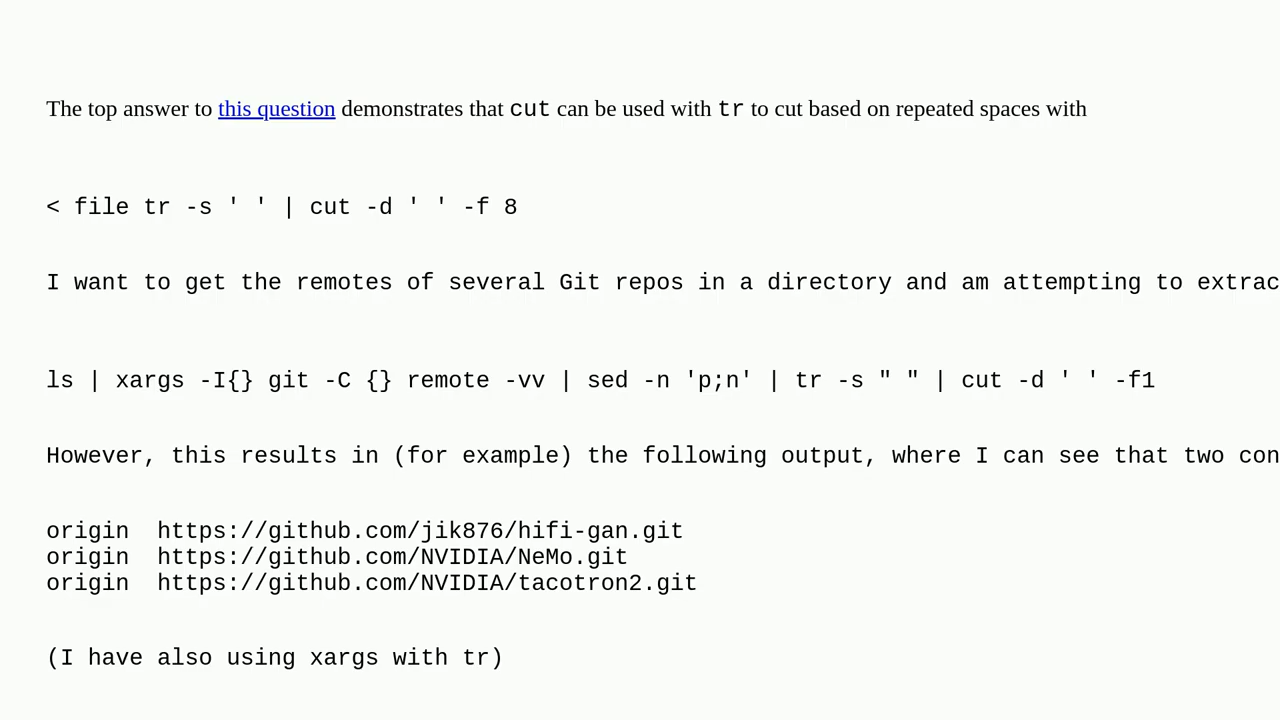 The top answer to this question demonstrates that cut can be used with tr to cut based on repeated spaces with
< file tr -s ' ' | cut -d ' ' -f 8
I want to get the remotes of several Git repos in a directory and am attempting to extrac
ls | xargs -I{} git -C {} remote -vv | sed -n 'p;n' | tr -s " " | cut -d ' ' -f1
However, this results in (for example) the following output, where I can see that two con
origin  https://github.com/jik876/hifi-gan.git
origin  https://github.com/NVIDIA/NeMo.git
origin  https://github.com/NVIDIA/tacotron2.git
(I have also using xargs with tr)